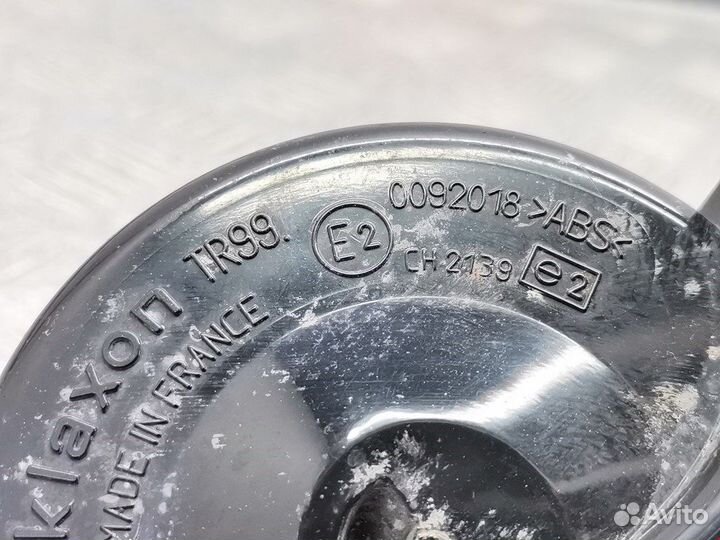 klaxon TR99.
MADE IN FRANCE
E2 0092018 >ABS<
CH 2139 e2
Avito